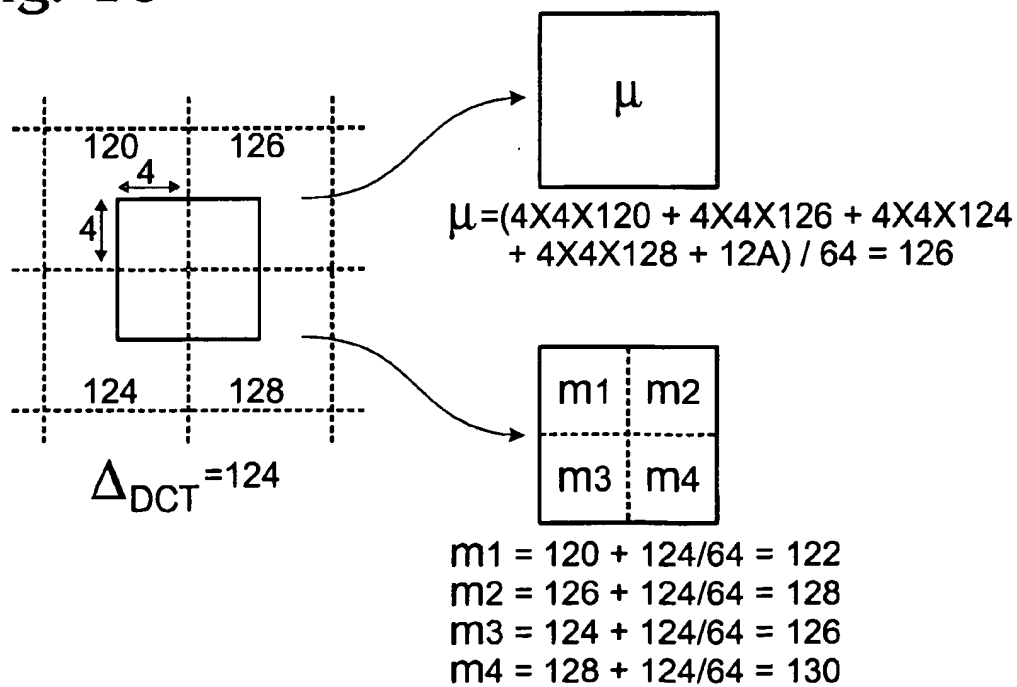 120 126
4
4
124 128
ΔDCT=124
μ
μ=(4X4X120 + 4X4X126 + 4X4X124
+ 4X4X128 + 12A) / 64 = 126
m1 m2
m3 m4
m1 = 120 + 124/64 = 122
m2 = 126 + 124/64 = 128
m3 = 124 + 124/64 = 126
m4 = 128 + 124/64 = 130